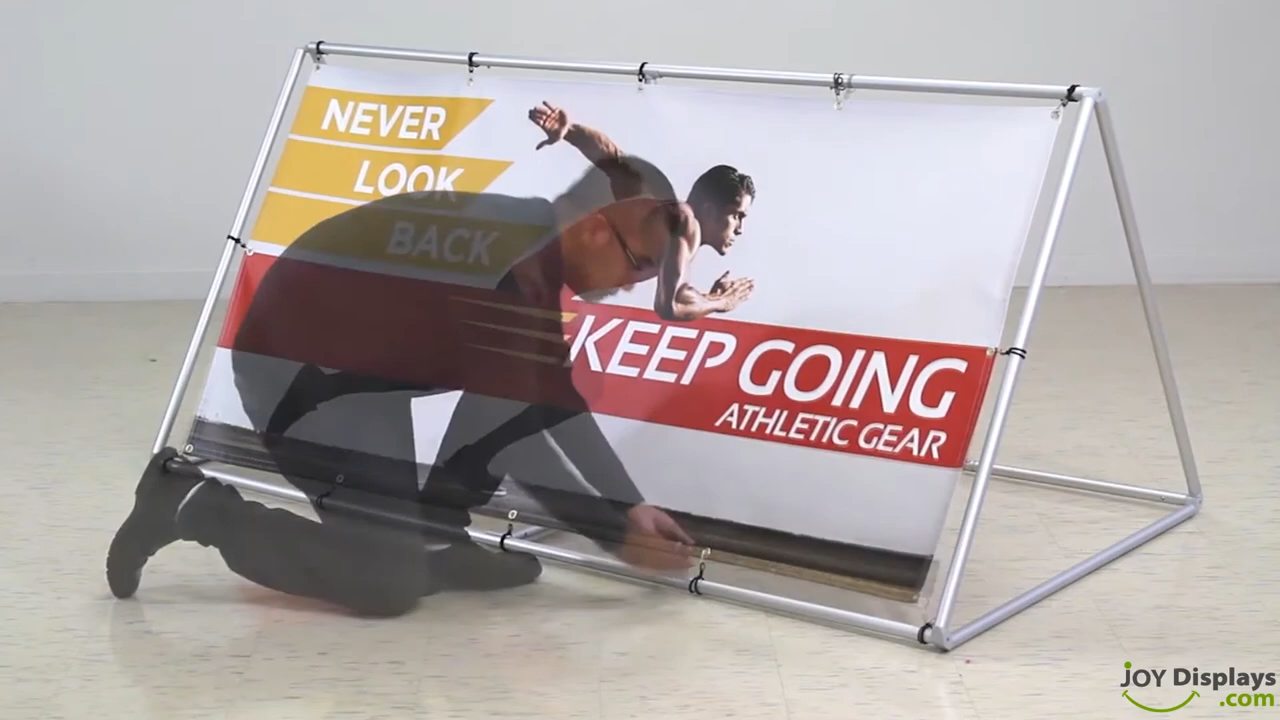 NEVER
LOOK
BACK
KEEP GOING
ATHLETIC GEAR
JOY Displays
.com